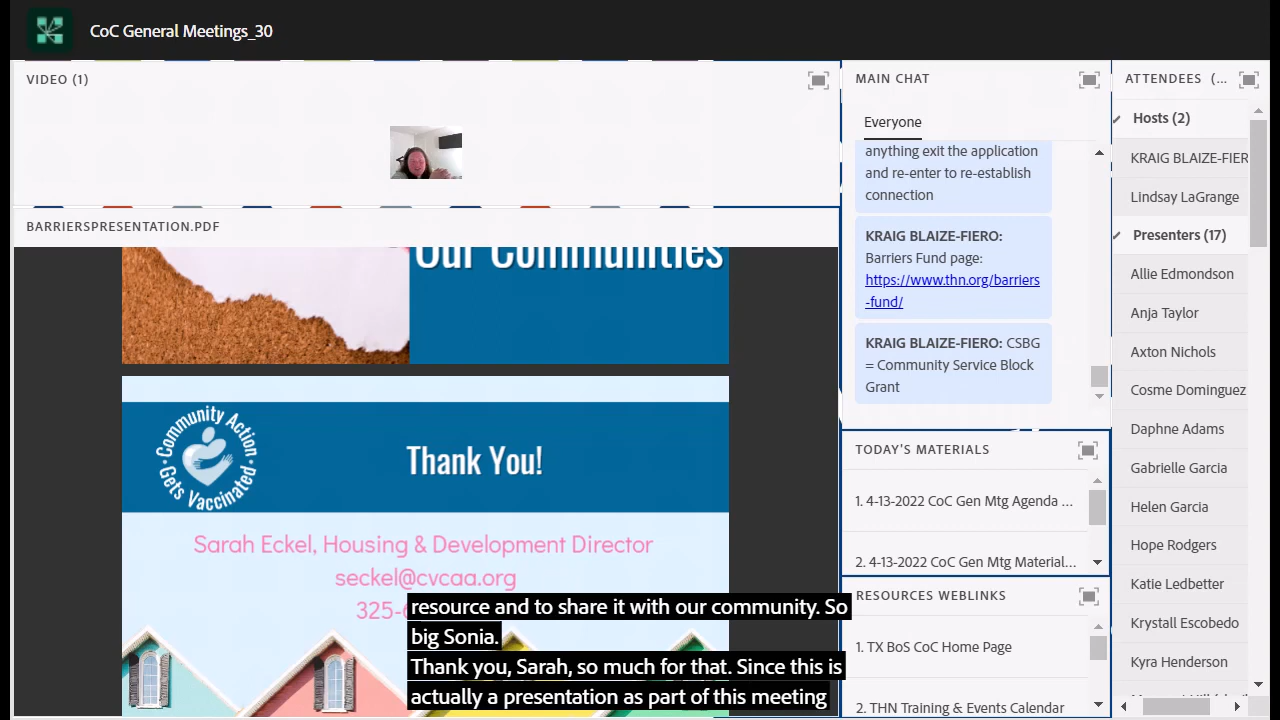 CoC General Meetings_30
VIDEO (1)
BARRIERSPRESENTATION.PDF
Our Communities
Community Action
Gets Vaccinated
Thank You!
Sarah Eckel, Housing & Development Director
seckel@cvcaa.org
325-
resource and to share it with our community. So
big Sonia.
Thank you, Sarah, so much for that. Since this is
actually a presentation as part of this meeting
MAIN CHAT
Everyone
anything exit the application
and re-enter to re-establish
connection
KRAIG BLAIZE-FIERO:
Barriers Fund page:
https://www.thn.org/barriers
-fund/
KRAIG BLAIZE-FIERO: CSBG
= Community Service Block
Grant
TODAY'S MATERIALS
1. 4-13-2022 CoC Gen Mtg Agenda ...
2. 4-13-2022 CoC Gen Mtg Material...
RESOURCES WEBLINKS
1. TX BoS CoC Home Page
2. THN Training & Events Calendar
ATTENDEES (...
Hosts (2)
KRAIG BLAIZE-FIER
Lindsay LaGrange
Presenters (17)
Allie Edmondson
Anja Taylor
Axton Nichols
Cosme Dominguez
Daphne Adams
Gabrielle Garcia
Helen Garcia
Hope Rodgers
Katie Ledbetter
Krystall Escobedo
Kyra Henderson